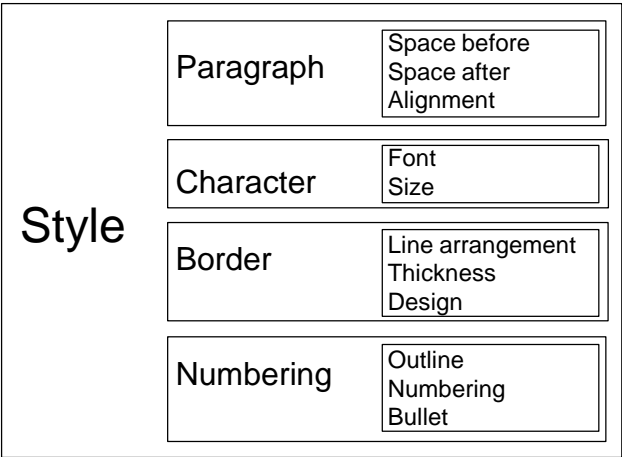 Style
Paragraph
Space before
Space after
Alignment
Character
Font
Size
Border
Line arrangement
Thickness
Design
Numbering
Outline
Numbering
Bullet